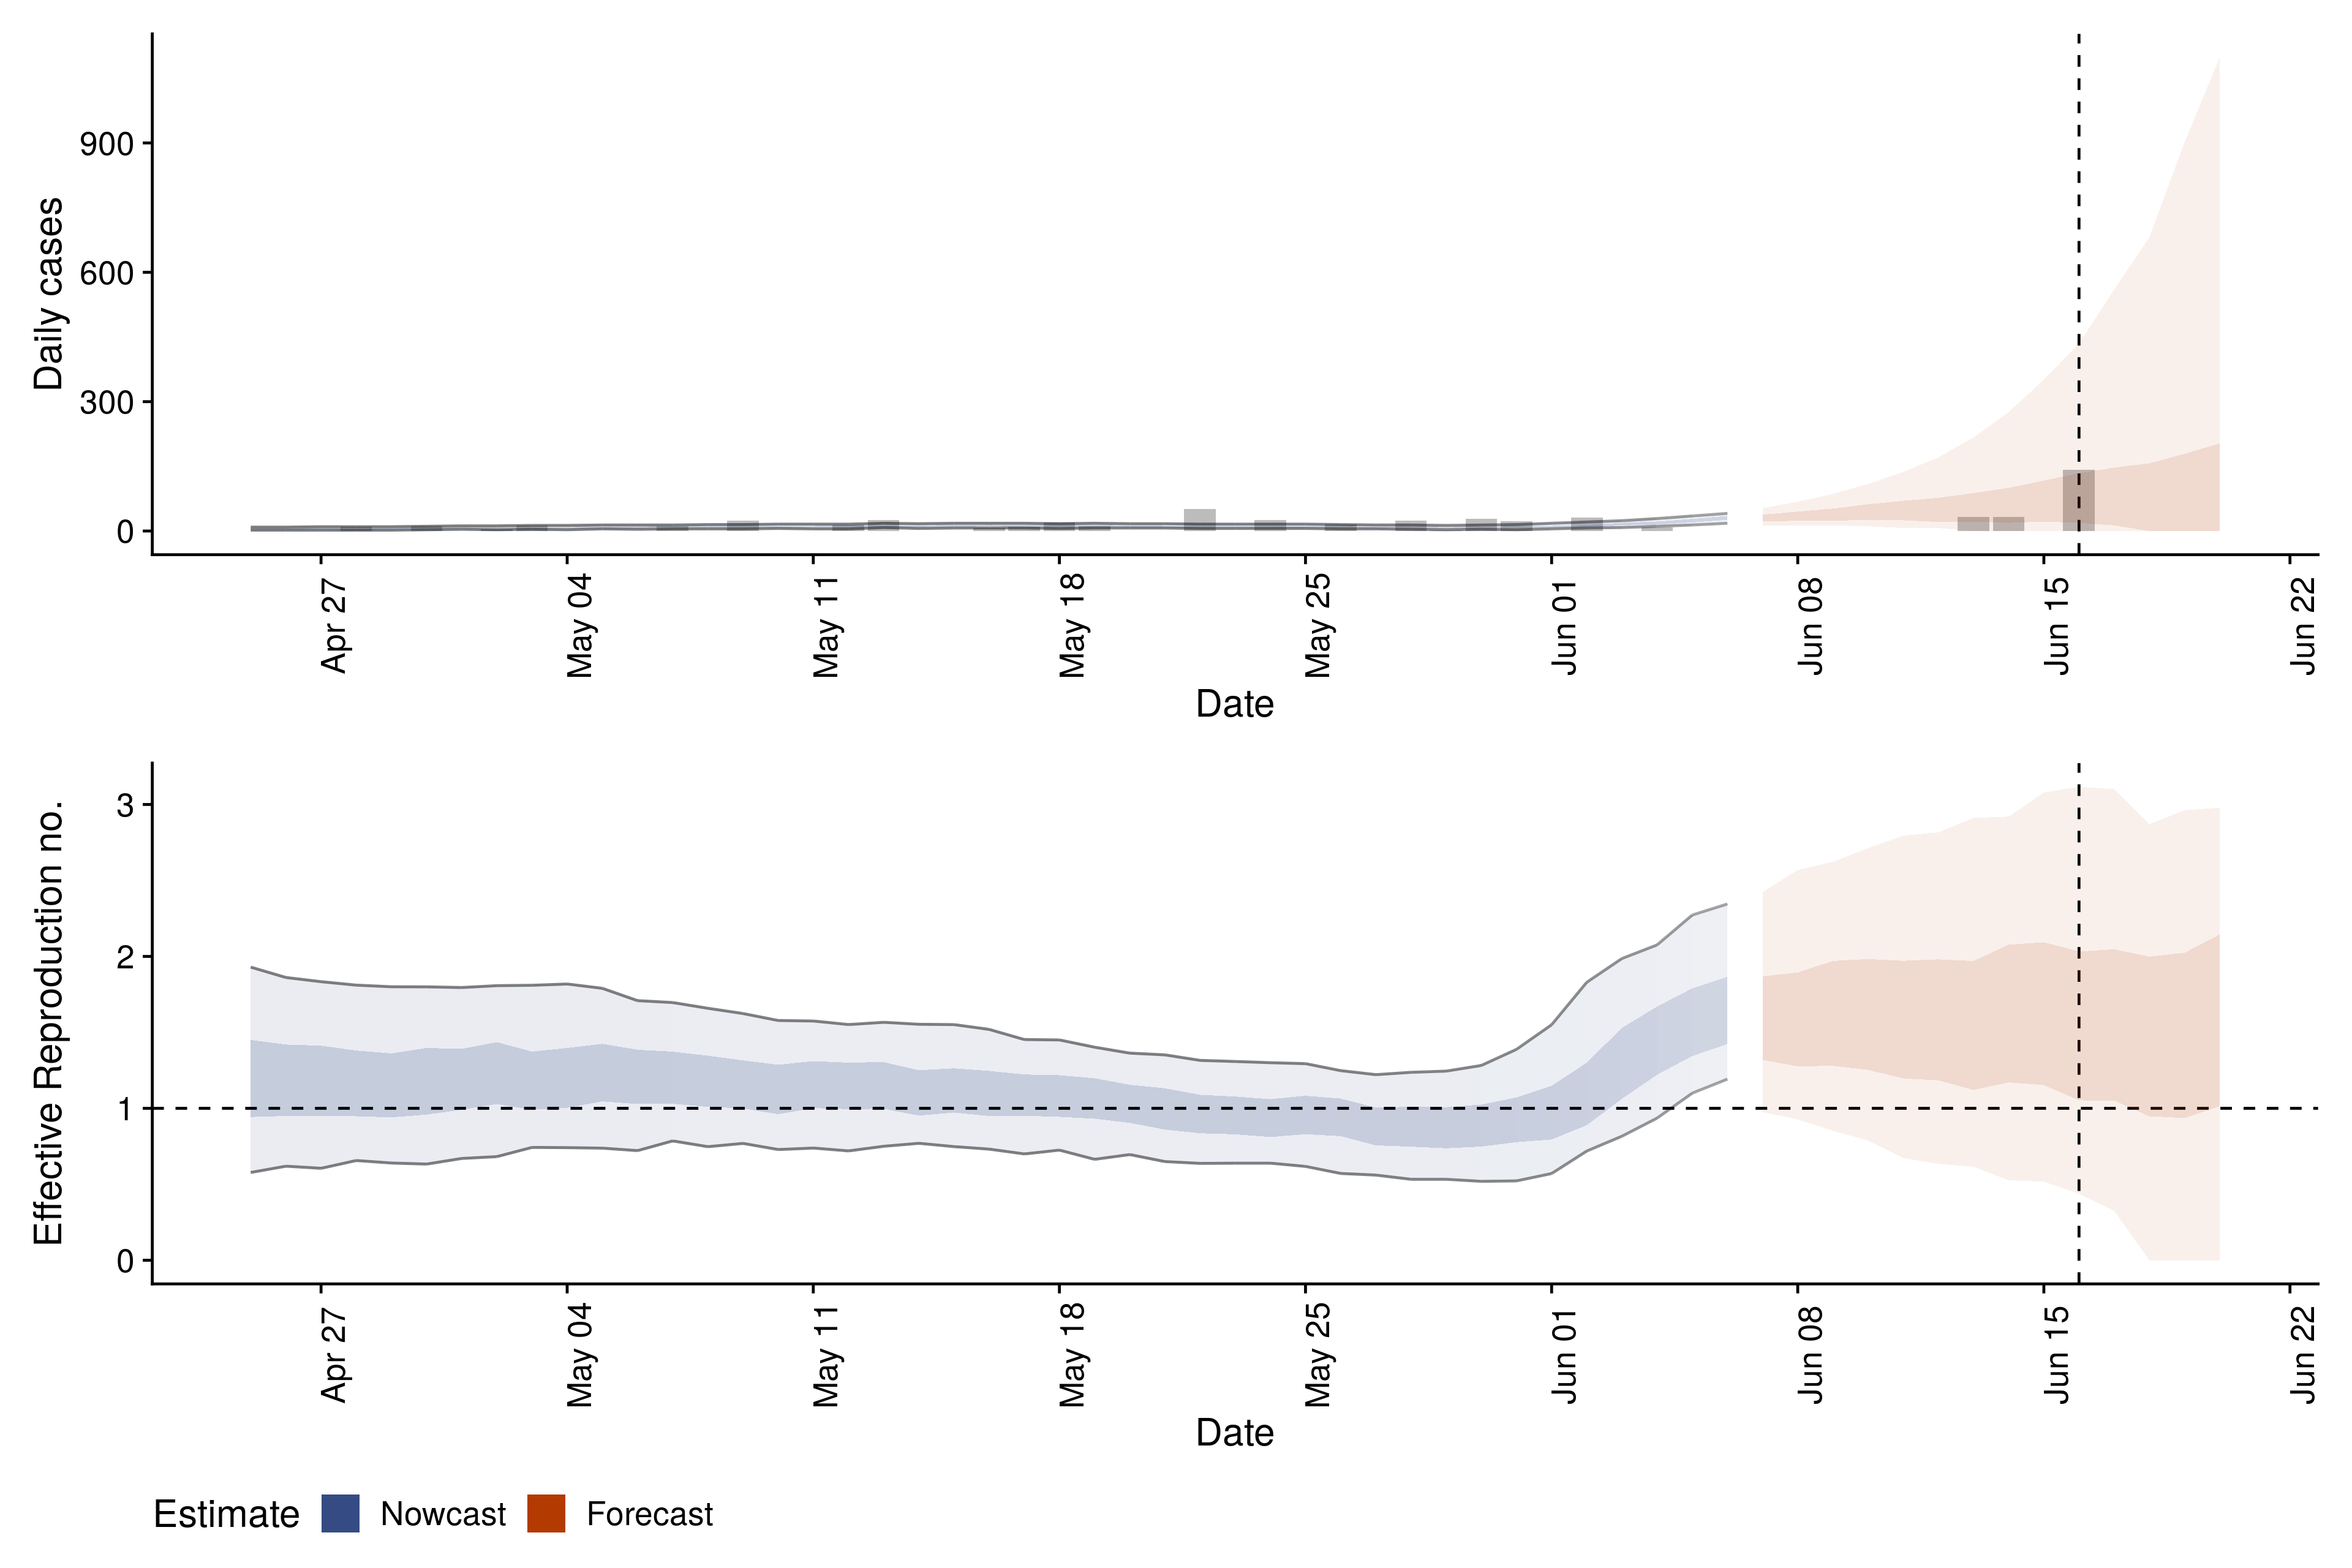 Daily cases
900
600
300
0
Apr 27
May 04
May 11
May 18
May 25
Jun 01
Jun 08
Jun 15
Jun 22
Date
Effective Reproduction no.
3
2
1
0
Apr 27
May 04
May 11
May 18
May 25
Jun 01
Jun 08
Jun 15
Jun 22
Date
Estimate Nowcast Forecast